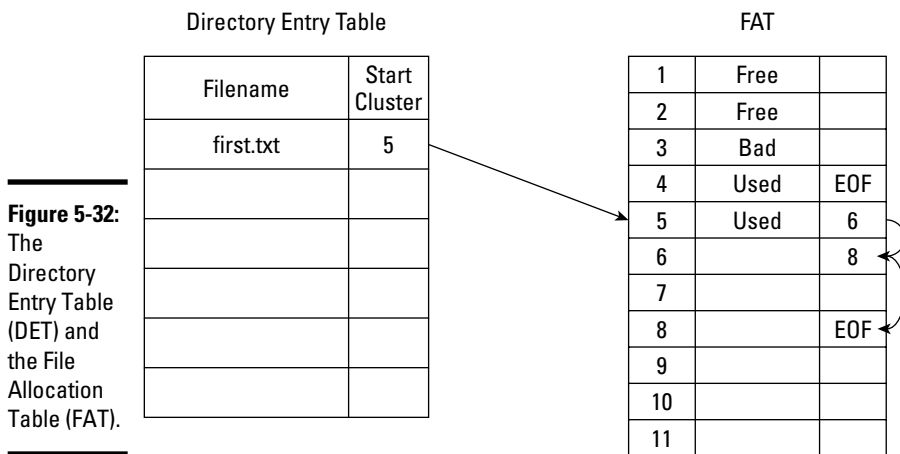 Directory Entry Table
Filename Start Cluster
first.txt 5
FAT
1 Free
2 Free
3 Bad
4 Used EOF
5 Used 6
6 8
7
8 EOF
9
10
11
Figure 5-32:
The
Directory
Entry Table
(DET) and
the File
Allocation
Table (FAT).